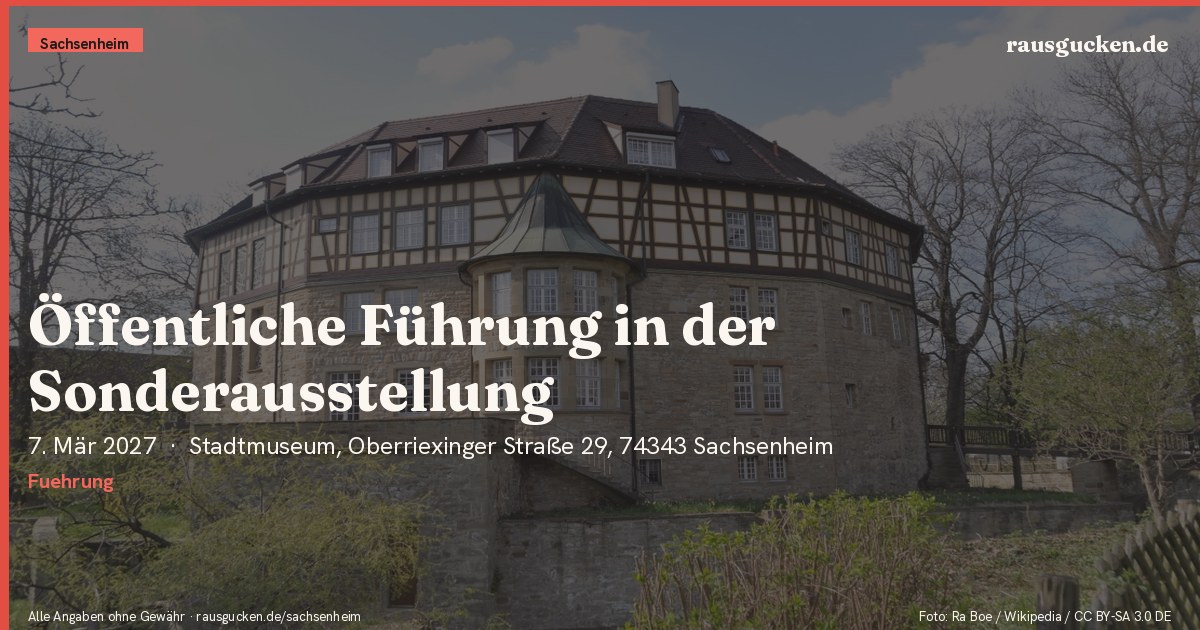 Sachsenheim
rausgucken.de
Öffentliche Führung in der
Sonderausstellung
7. Mär 2027 · Stadtmuseum, Oberriexinger Straße 29, 74343 Sachsenheim
Fuehrung
Alle Angaben ohne Gewähr · rausgucken.de/sachsenheim
Foto: Ra Boe / Wikipedia / CC BY-SA 3.0 DE